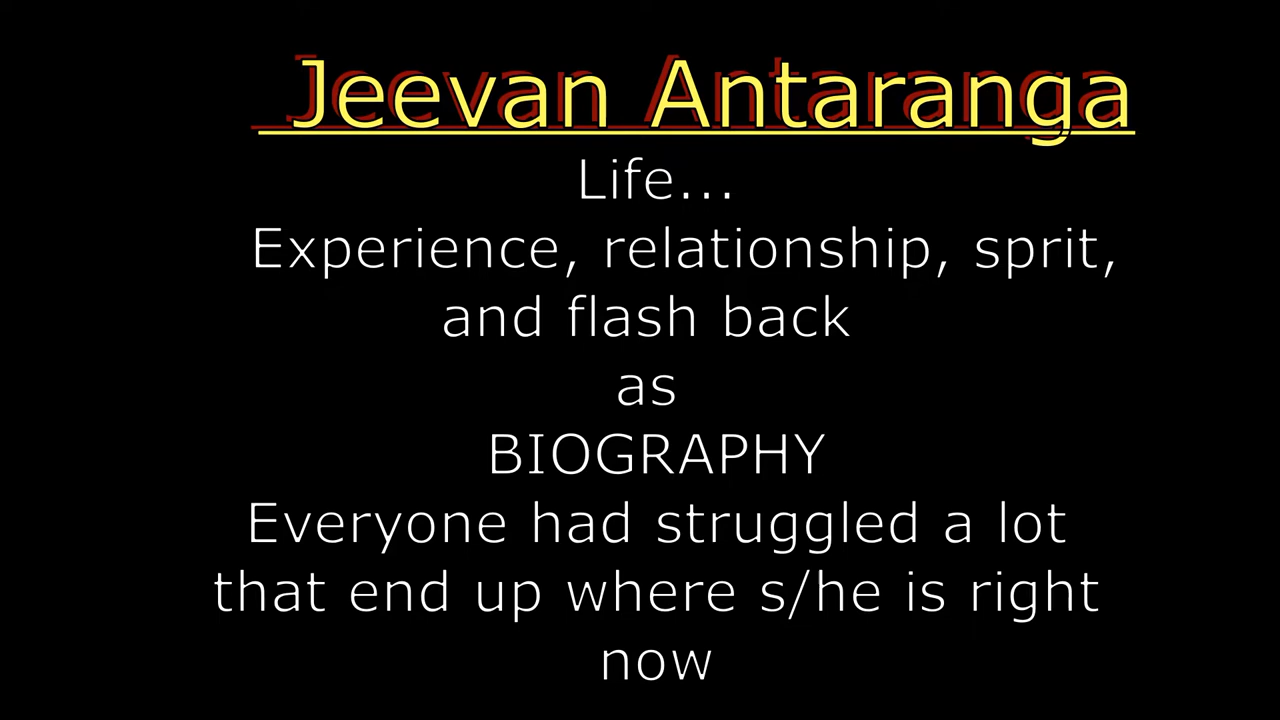 Jeevan Antaranga
Life...
Experience, relationship, sprit,
and flash back
as
BIOGRAPHY
Everyone had struggled a lot
that end up where s/he is right
now